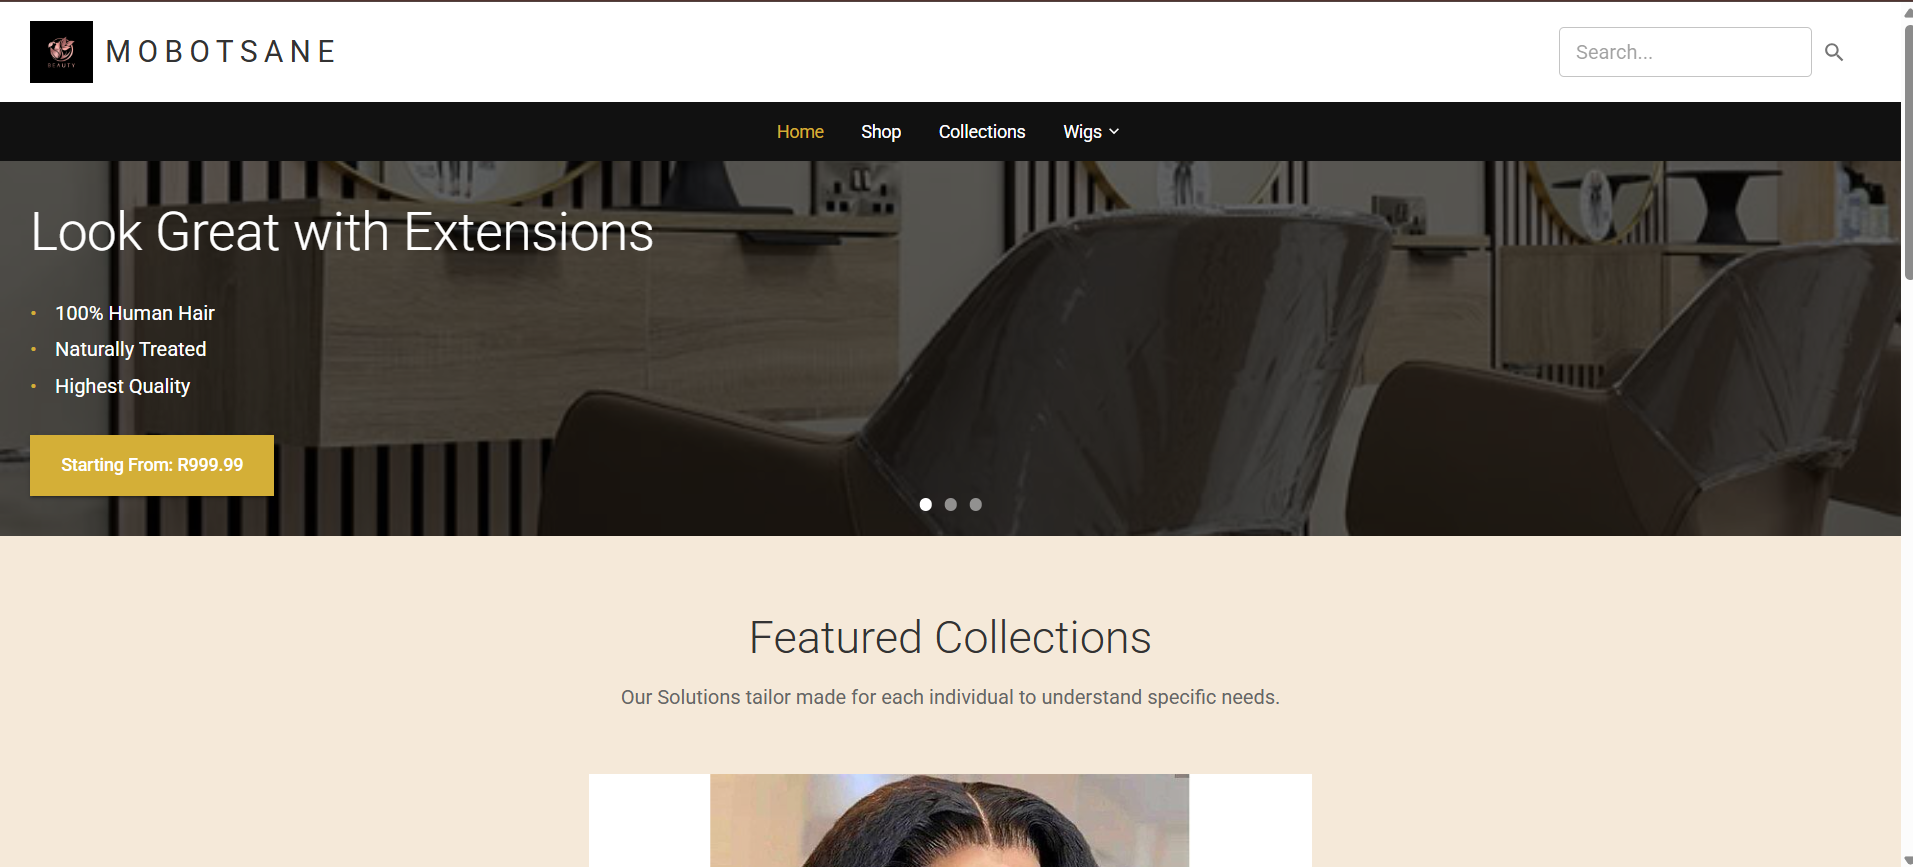 BEAUTY
MOBOTSANE
Search...
Home Shop Collections Wigs
Look Great with Extensions
• 100% Human Hair
• Naturally Treated
• Highest Quality
Starting From: R999.99
Featured Collections
Our Solutions tailor made for each individual to understand specific needs.